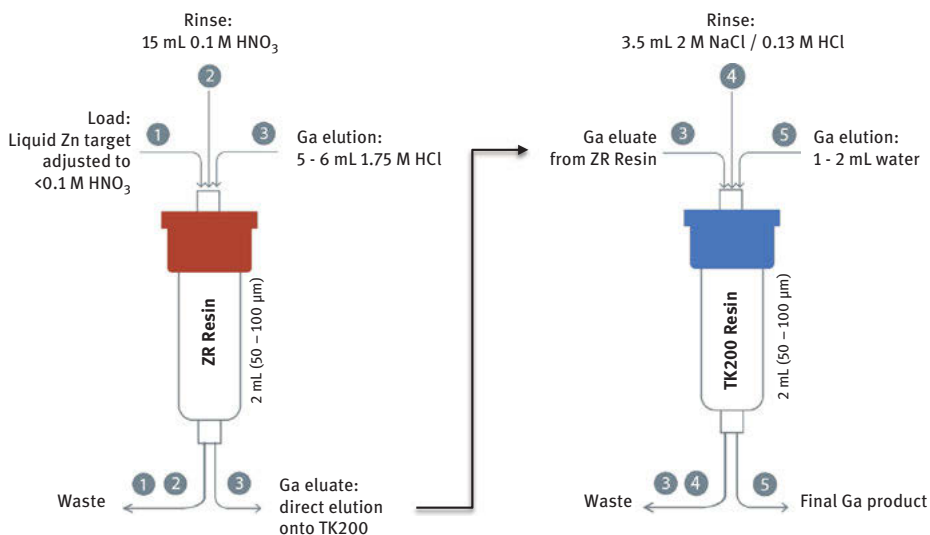 Rinse:
15 mL 0.1 M HNO₃
2
Load:
Liquid Zn target
adjusted to
<0.1 M HNO₃
1
3
Ga elution:
5 - 6 mL 1.75 M HCl
ZR Resin
2 mL (50 – 100 µm)
Waste
1 2
3
Ga eluate:
direct elution
onto TK200
Rinse:
3.5 mL 2 M NaCl / 0.13 M HCl
4
Ga eluate
from ZR Resin
3
5
Ga elution:
1 - 2 mL water
TK200 Resin
2 mL (50 – 100 µm)
Waste
3 4
5
Final Ga product